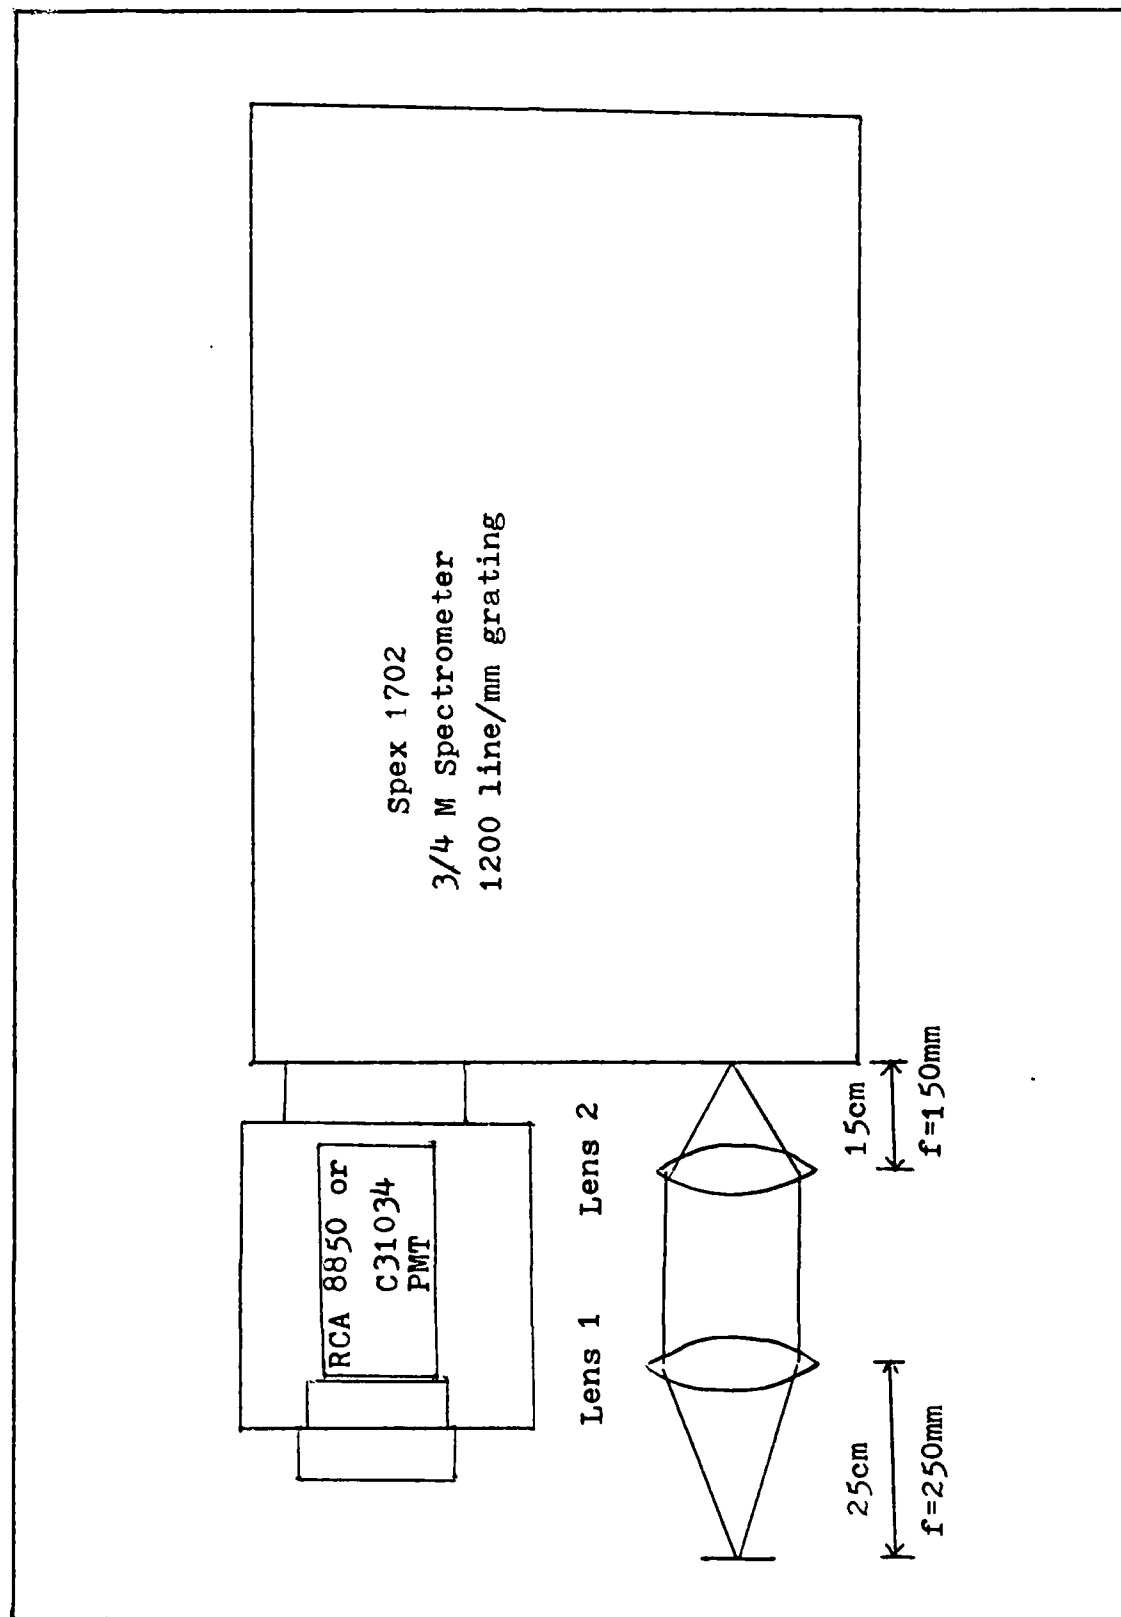 Spex 1702
3/4 M Spectrometer
1200 line/mm grating
RCA 8850 or
C31034
PMT
Lens 1
Lens 2
25cm
f=250mm
15cm
f=150mm